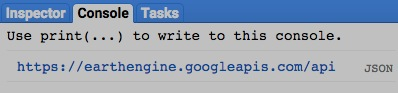 Inspector Console Tasks
Use print(...) to write to this console.
https://earthengine.googleapis.com/api JSON